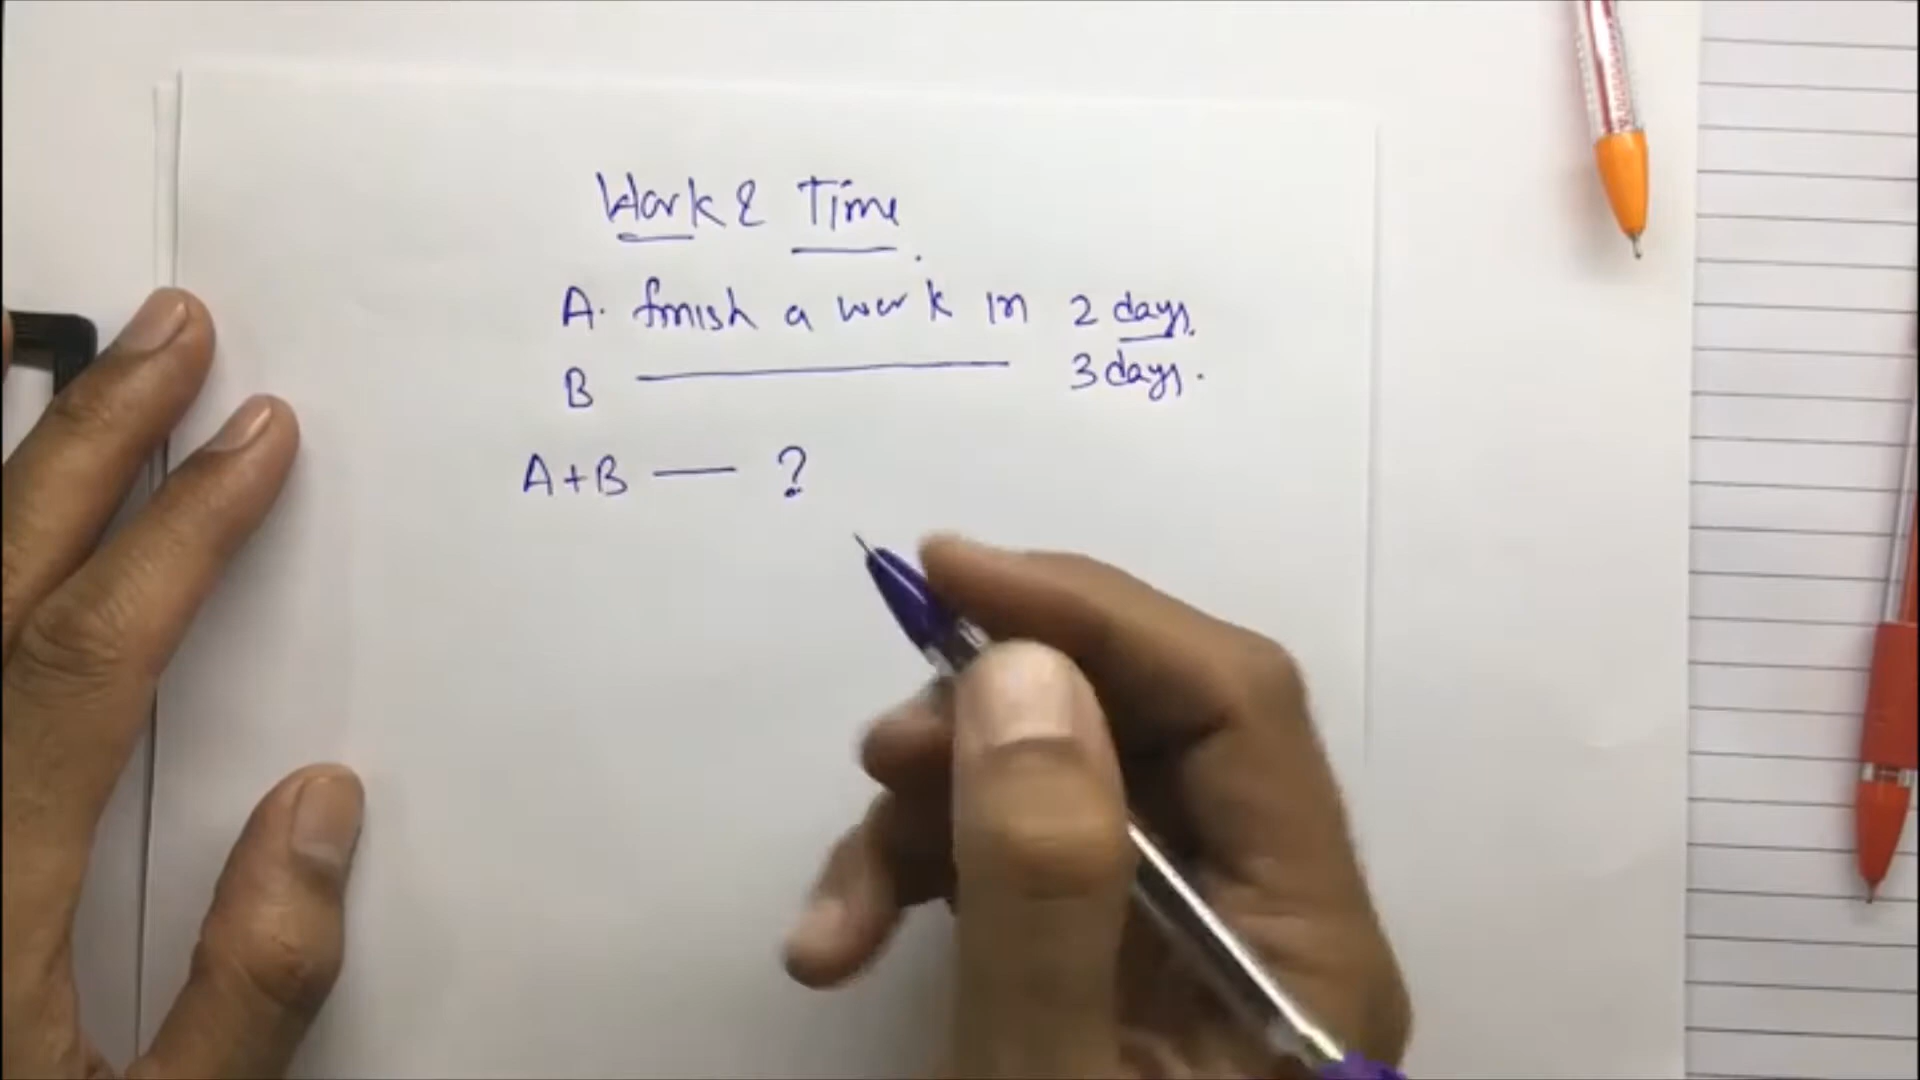 Work & Time.
A. finish a work in 2 days.
B ——— 3 days.
A+B — ?